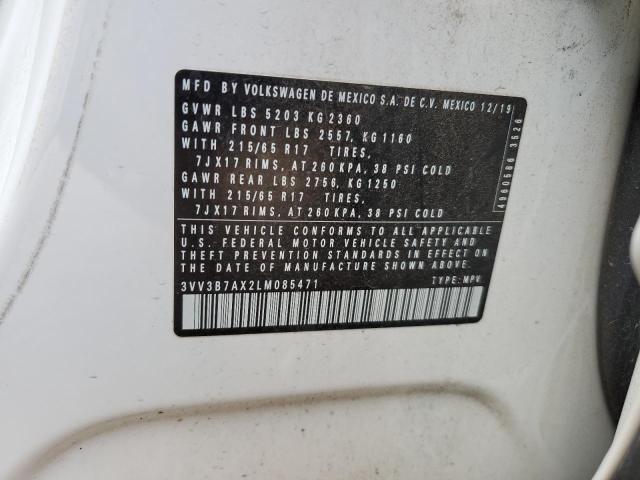 MFD BY VOLKSWAGEN DE MEXICO S.A. DE C.V. MEXICO 12/19
GVWR LBS 5203 KG 2360
GAWR FRONT LBS 2557, KG 1160
WITH 215/65 R17 TIRES,
7JX17 RIMS, AT 260 KPA, 38 PSI COLD
GAWR REAR LBS 2756, KG 1250
WITH 215/65 R17 TIRES,
7JX17 RIMS, AT 260 KPA, 38 PSI COLD
THIS VEHICLE CONFORMS TO ALL APPLICABLE
U.S. FEDERAL MOTOR VEHICLE SAFETY AND
THEFT PREVENTION STANDARDS IN EFFECT ON
THE DATE OF MANUFACTURE SHOWN ABOVE.
3VV3B7AX2LM085471 TYPE: MPV
4960586 3526